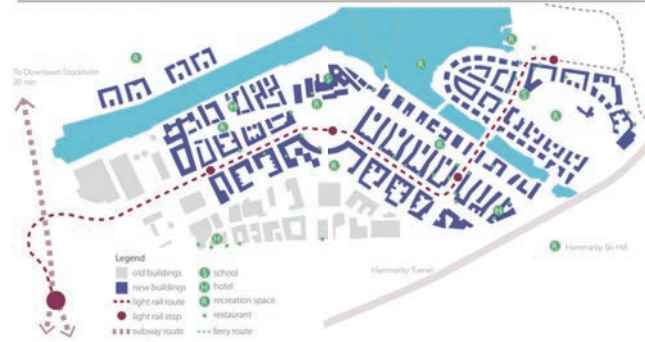 To Downtown Stockholm
20 min
R
R
R
R
S
H
R
R
S
R
R
R
H
H
R Hammarby Ski Hill
Hammarby Tunnel
Legend
old buildings
new buildings
light rail route
light rail stop
subway route
S school
H hotel
R recreation space
restaurant
ferry route